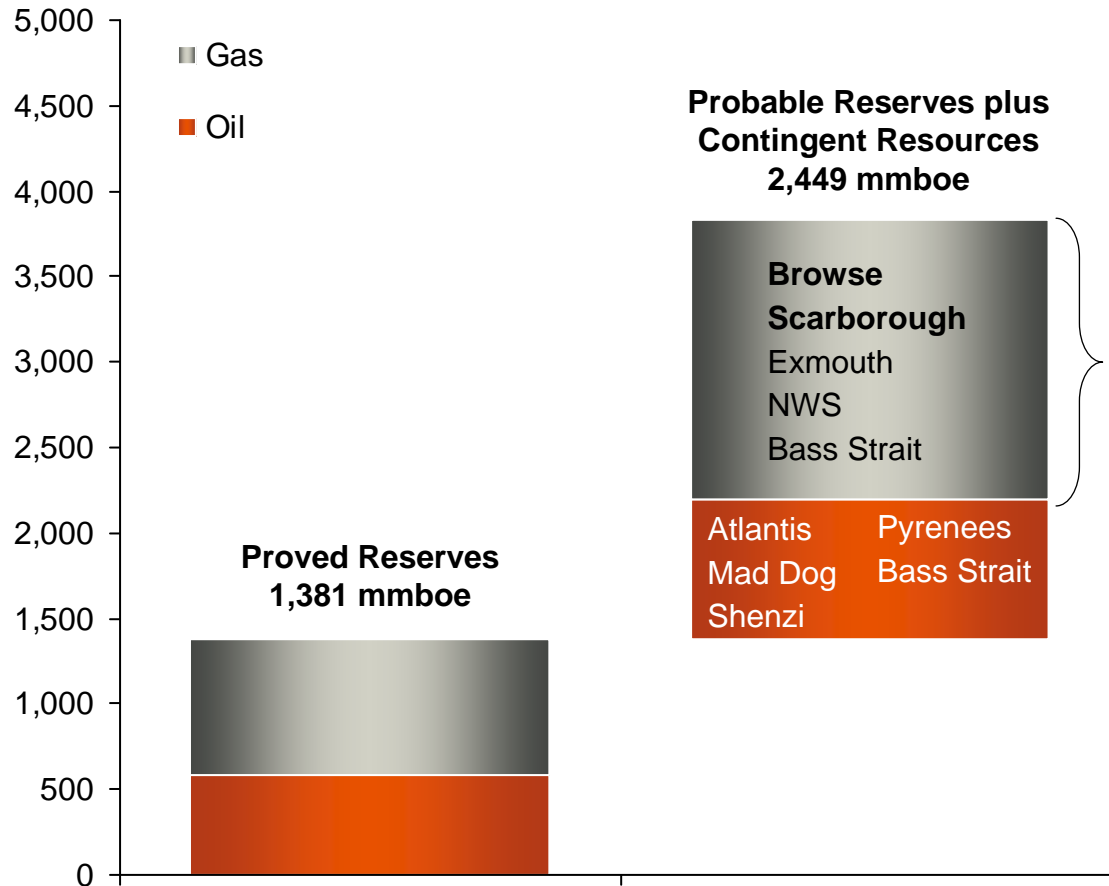 5,000
4,500
4,000
3,500
3,000
2,500
2,000
1,500
1,000
500
0
Gas
Oil
Proved Reserves
1,381 mmboe
Probable Reserves plus
Contingent Resources
2,449 mmboe
Browse
Scarborough
Exmouth
NWS
Bass Strait
Atlantis Pyrenees
Mad Dog Bass Strait
Shenzi